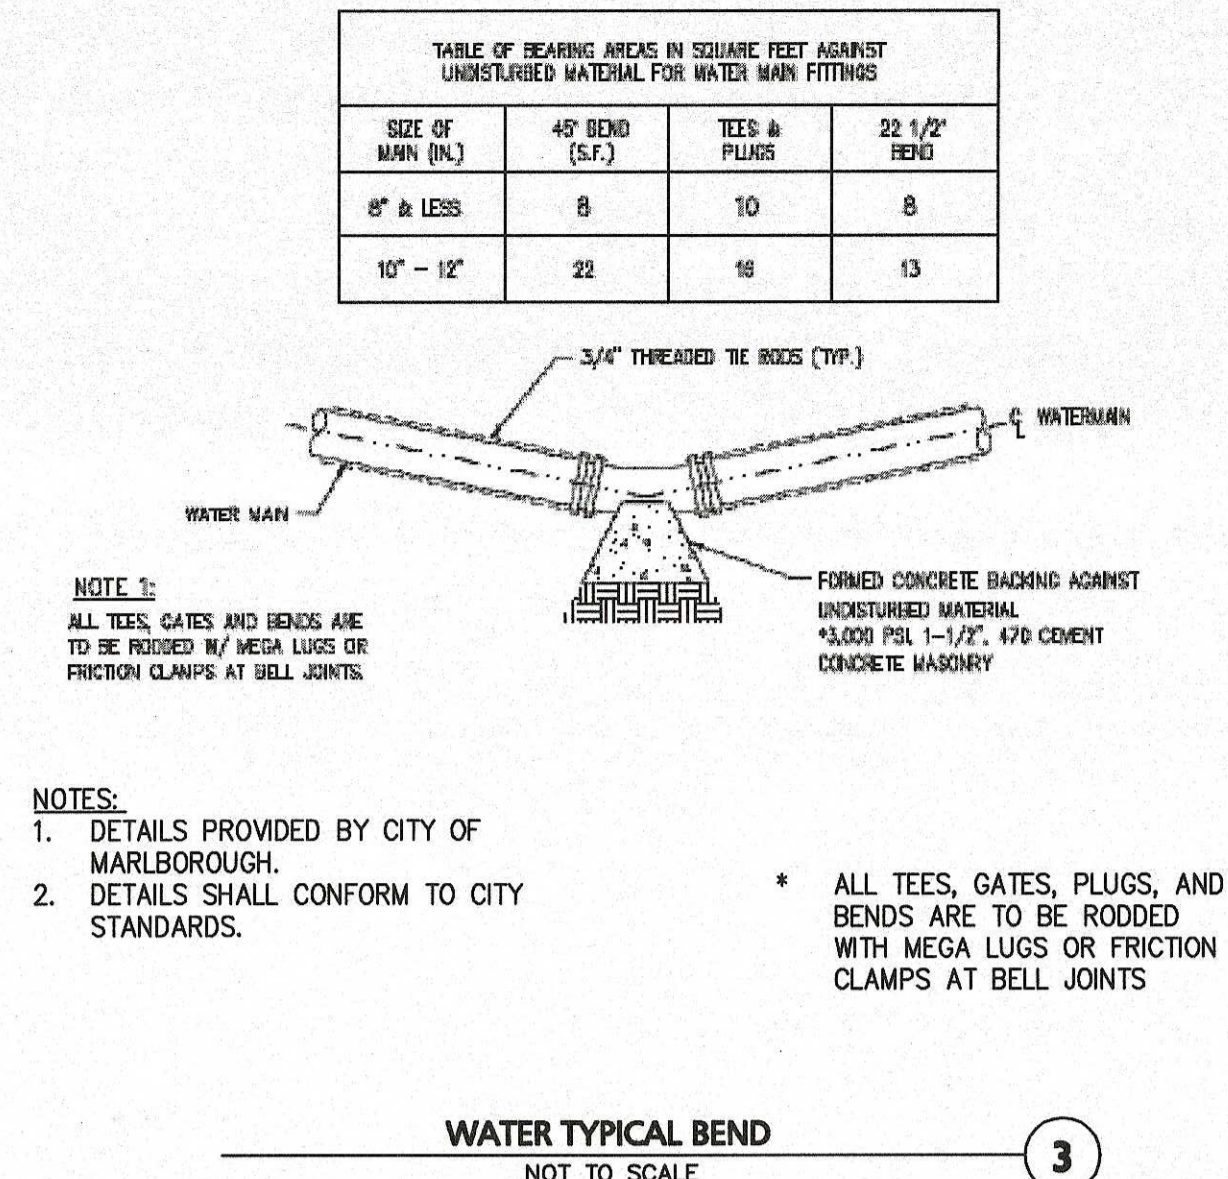 TABLE OF BEARING AREAS IN SQUARE FEET AGAINST
UNDISTURBED MATERIAL FOR WATER MAIN FITTINGS
SIZE OF
MAIN (IN.)
45° BEND
(S.F.)
TEES &
PLUGS
22 1/2°
BEND
8" & LESS
8
10
8
10" – 12"
22
16
13
3/4" THREADED TIE RODS (TYP.)
℄ WATERMAIN
WATER MAIN
NOTE 1:
ALL TEES, GATES AND BENDS ARE
TO BE RODDED W/ MEGA LUGS OR
FRICTION CLAMPS AT BELL JOINTS.
FORMED CONCRETE BACKING AGAINST
UNDISTURBED MATERIAL
*3,000 PSI, 1-1/2", 470 CEMENT
CONCRETE MASONRY
NOTES:
1. DETAILS PROVIDED BY CITY OF
MARLBOROUGH.
2. DETAILS SHALL CONFORM TO CITY
STANDARDS.
* ALL TEES, GATES, PLUGS, AND
BENDS ARE TO BE RODDED
WITH MEGA LUGS OR FRICTION
CLAMPS AT BELL JOINTS
WATER TYPICAL BEND
3
NOT TO SCALE